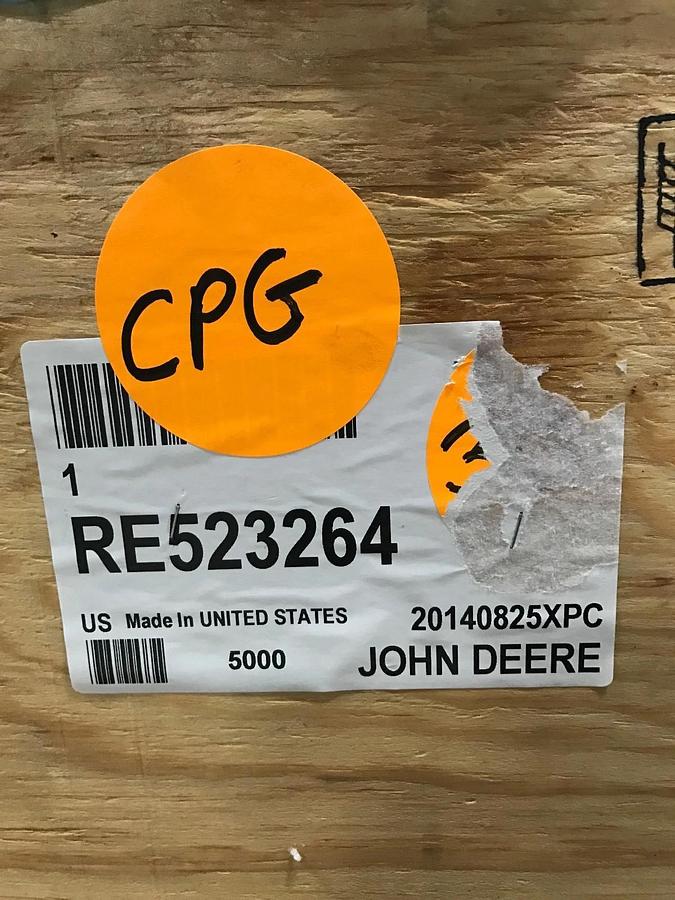 CPG
1
RE523264
US Made In UNITED STATES
20140825XPC
5000
JOHN DEERE